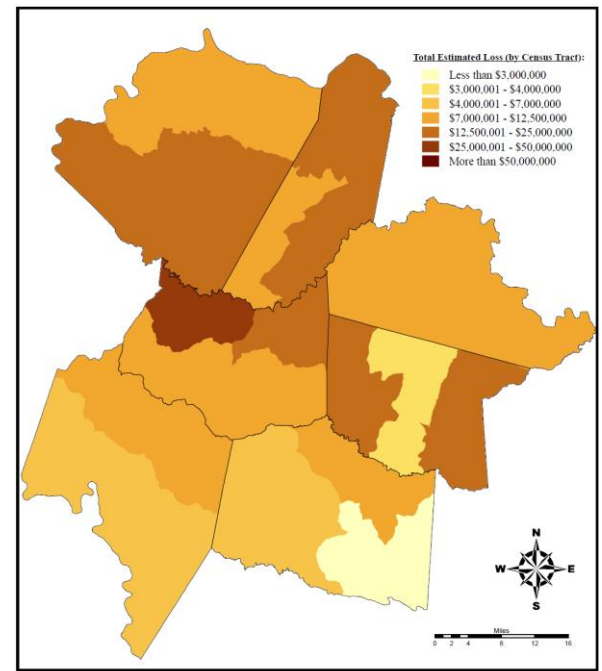 Total Estimated Loss (by Census Tract):
Less than $3,000,000
$3,000,001 - $4,000,000
$4,000,001 - $7,000,000
$7,000,001 - $12,500,000
$12,500,001 - $25,000,000
$25,000,001 - $50,000,000
More than $50,000,000
N
W E
S
Miles
0 2 4 8 12 16